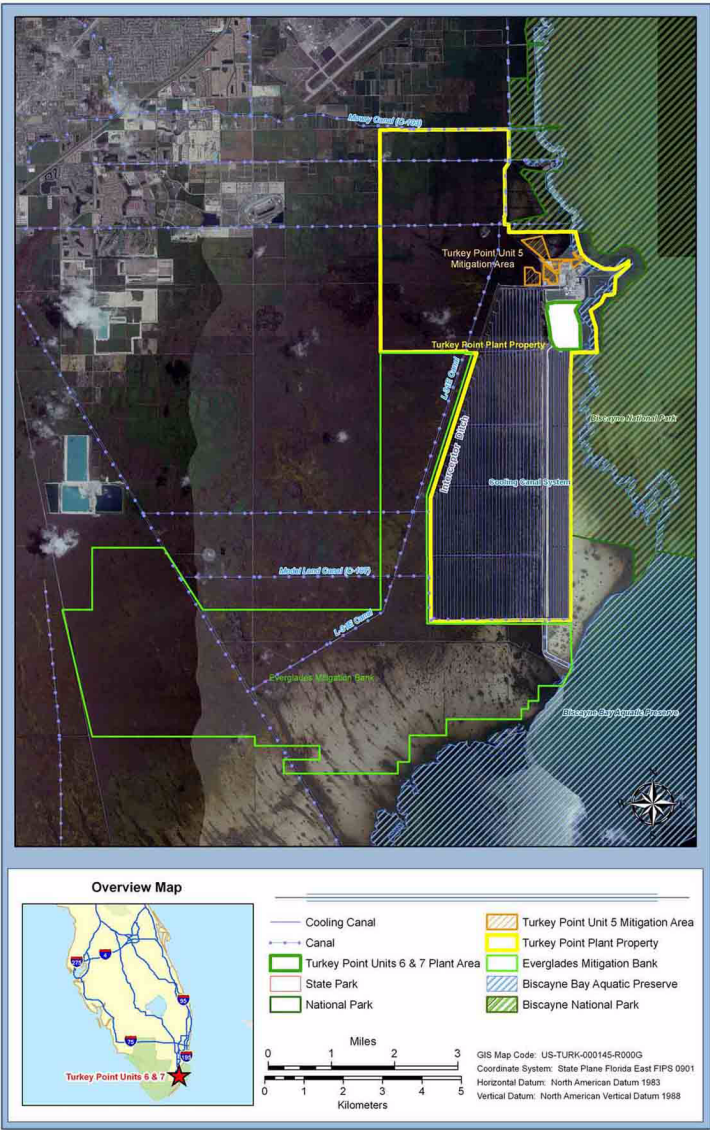 Mowry Canal (C-103)
Turkey Point Unit 5
Mitigation Area
Turkey Point Plant Property
L-31E Canal
Interceptor Ditch
Biscayne National Park
Cooling Canal System
Model Land Canal (C-107)
L-31E Canal
Everglades Mitigation Bank
Biscayne Bay Aquatic Preserve
Overview Map
275
4
95
75
195
Turkey Point Units 6 & 7
Cooling Canal
Canal
Turkey Point Units 6 & 7 Plant Area
State Park
National Park
Turkey Point Unit 5 Mitigation Area
Turkey Point Plant Property
Everglades Mitigation Bank
Biscayne Bay Aquatic Preserve
Biscayne National Park
Miles
0 1 2 3
0 1 2 3 4 5
Kilometers
GIS Map Code: US-TURK-000145-R000G
Coordinate System: State Plane Florida East FIPS 0901
Horizontal Datum: North American Datum 1983
Vertical Datum: North American Vertical Datum 1988